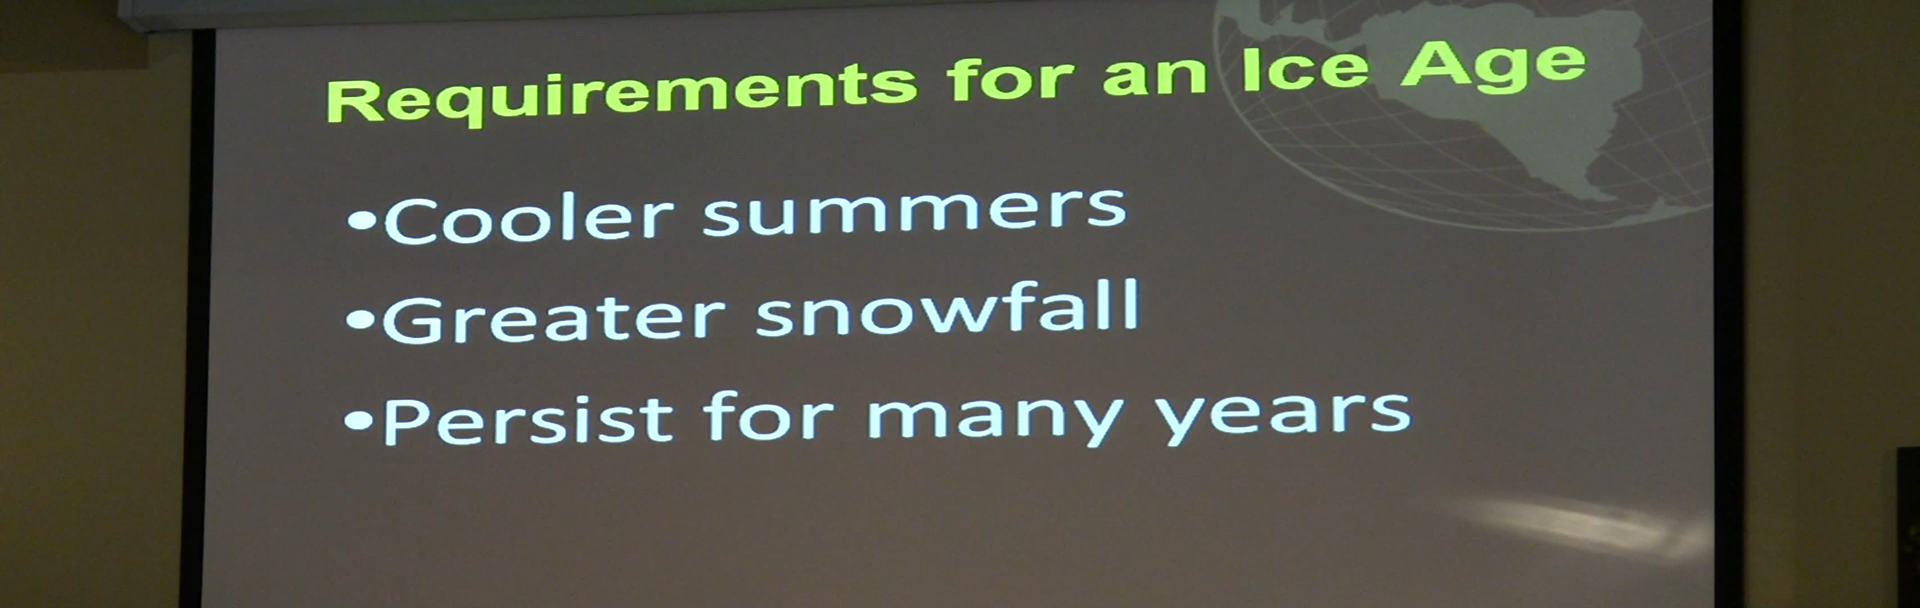 Requirements for an Ice Age
•Cooler summers
•Greater snowfall
•Persist for many years